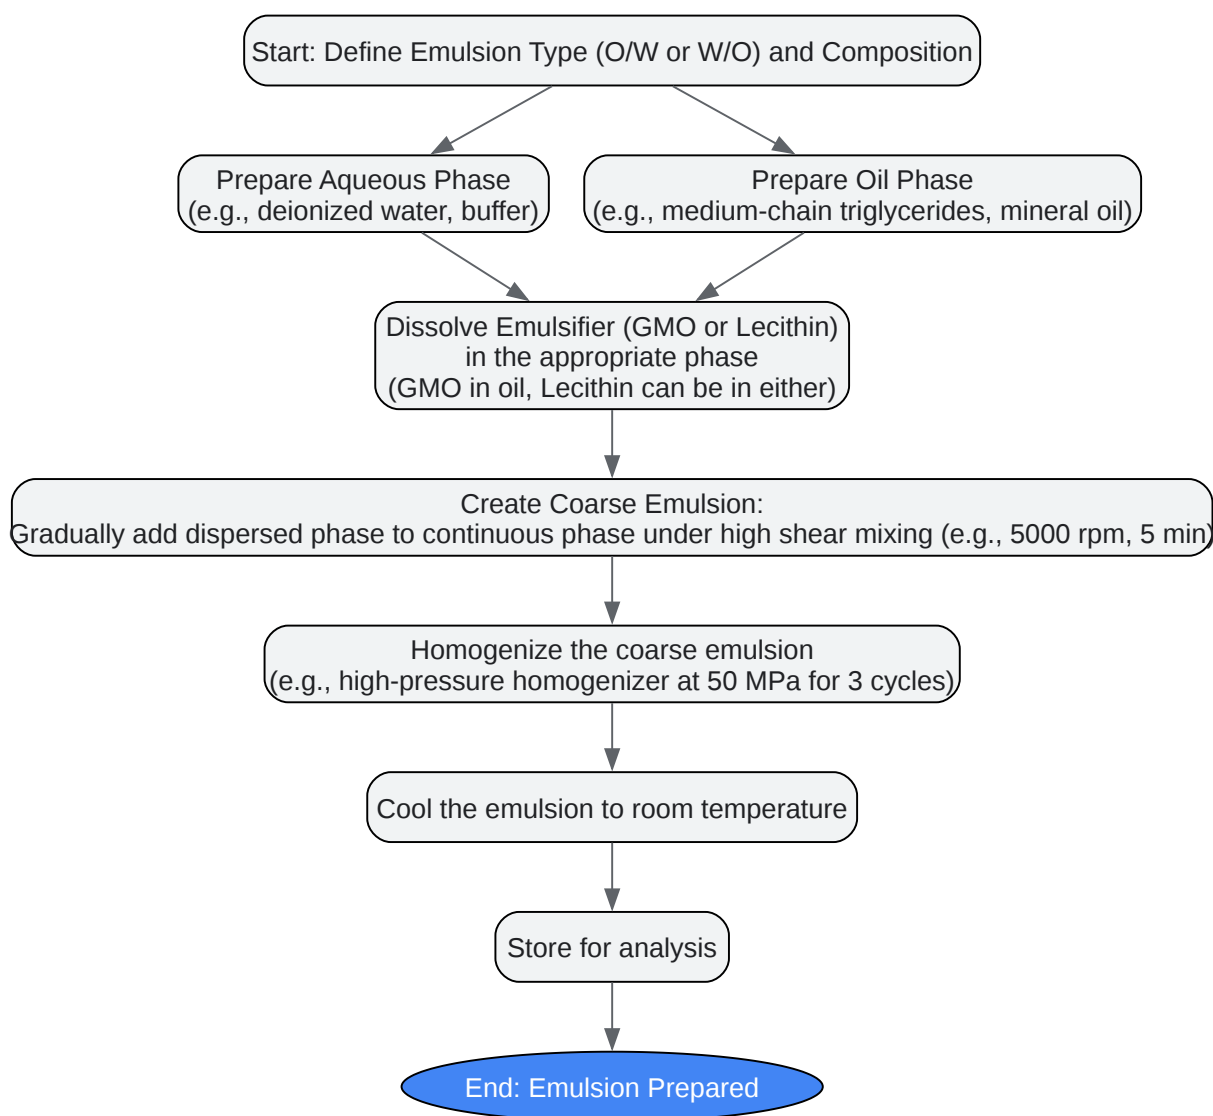 Start: Define Emulsion Type (O/W or W/O) and Composition
Prepare Aqueous Phase
(e.g., deionized water, buffer)
Prepare Oil Phase
(e.g., medium-chain triglycerides, mineral oil)
Dissolve Emulsifier (GMO or Lecithin)
in the appropriate phase
(GMO in oil, Lecithin can be in either)
Create Coarse Emulsion:
Gradually add dispersed phase to continuous phase under high shear mixing (e.g., 5000 rpm, 5 min)
Homogenize the coarse emulsion
(e.g., high-pressure homogenizer at 50 MPa for 3 cycles)
Cool the emulsion to room temperature
Store for analysis
End: Emulsion Prepared